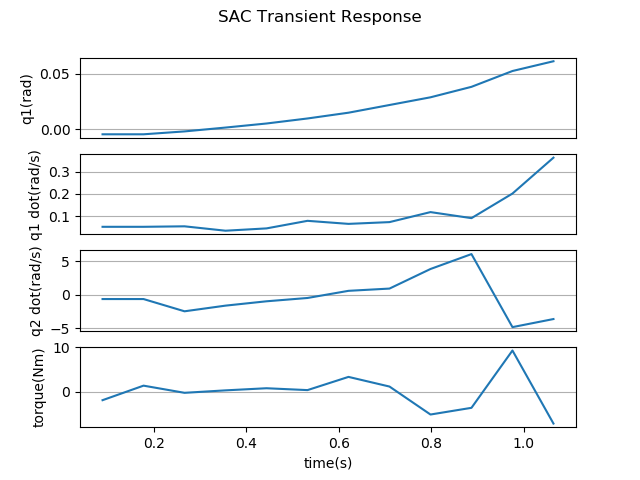 SAC Transient Response
0.05
0.00
q1(rad)
0.3
0.2
0.1
q1 dot(rad/s)
5
0
−5
q2 dot(rad/s)
10
0
torque(Nm)
0.2 0.4 0.6 0.8 1.0
time(s)